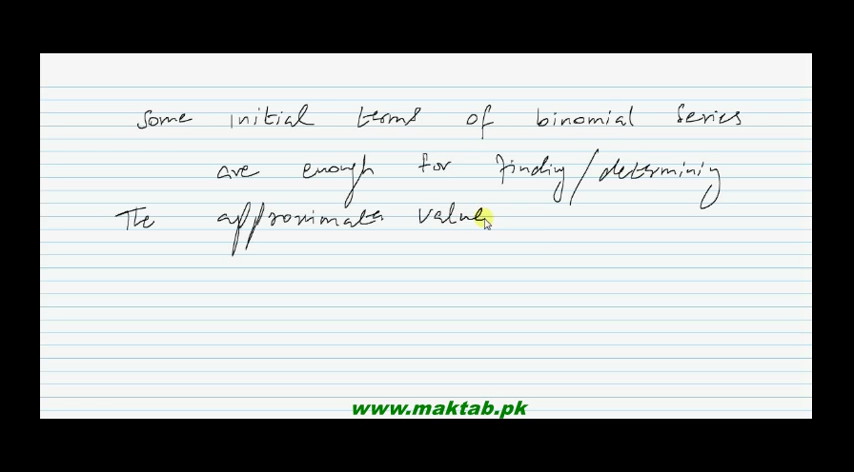 Some initial terms of binomial series
are enough for finding/determining
The approximate value
www.maktab.pk